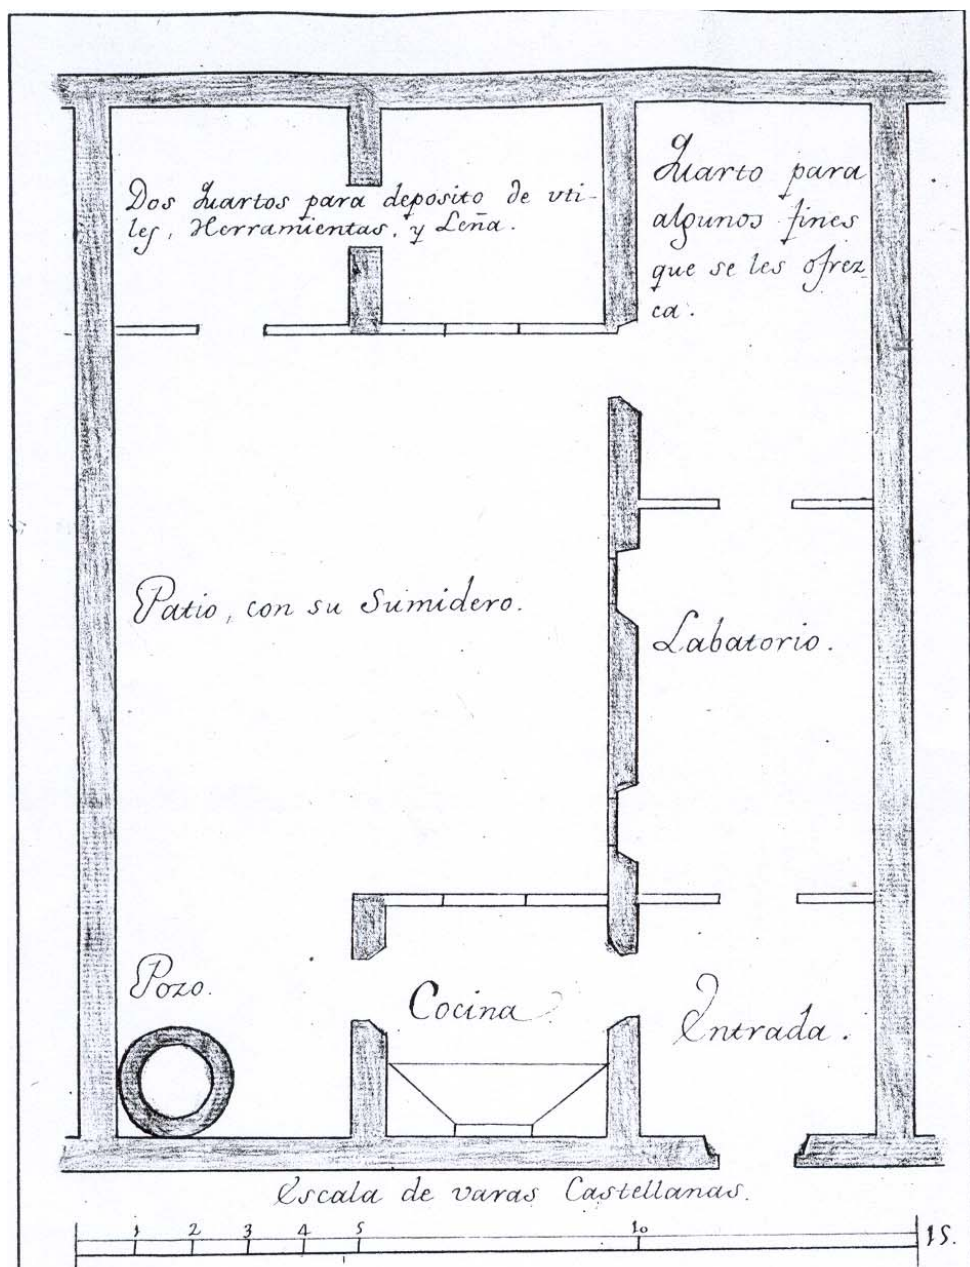 Dos Quartos para deposito de vti-
les, Herramientas, y Leña.
Quarto para
algunos fines
que se les ofrez-
ca.
Patio, con su Sumidero.
Labatorio.
Pozo.
Cocina
Entrada.
Escala de varas Castellanas.
1 2 3 4 5 10 15.